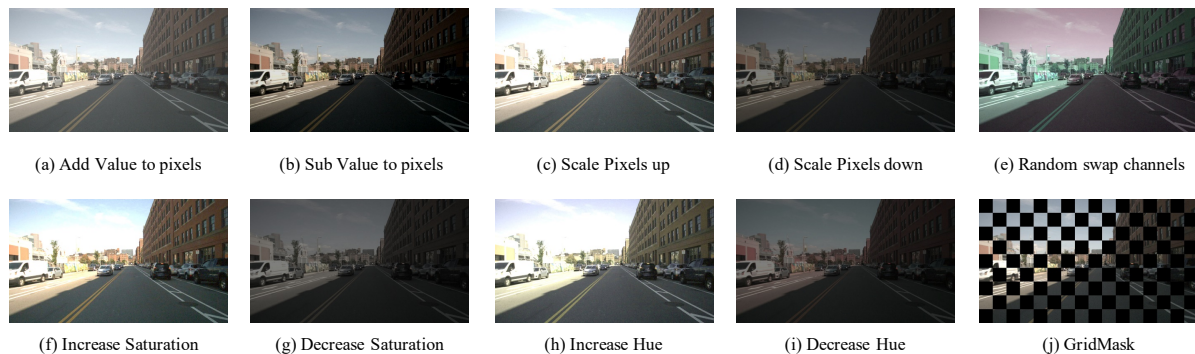 (a) Add Value to pixels
(b) Sub Value to pixels
(c) Scale Pixels up
(d) Scale Pixels down
(e) Random swap channels
(f) Increase Saturation
(g) Decrease Saturation
(h) Increase Hue
(i) Decrease Hue
(j) GridMask